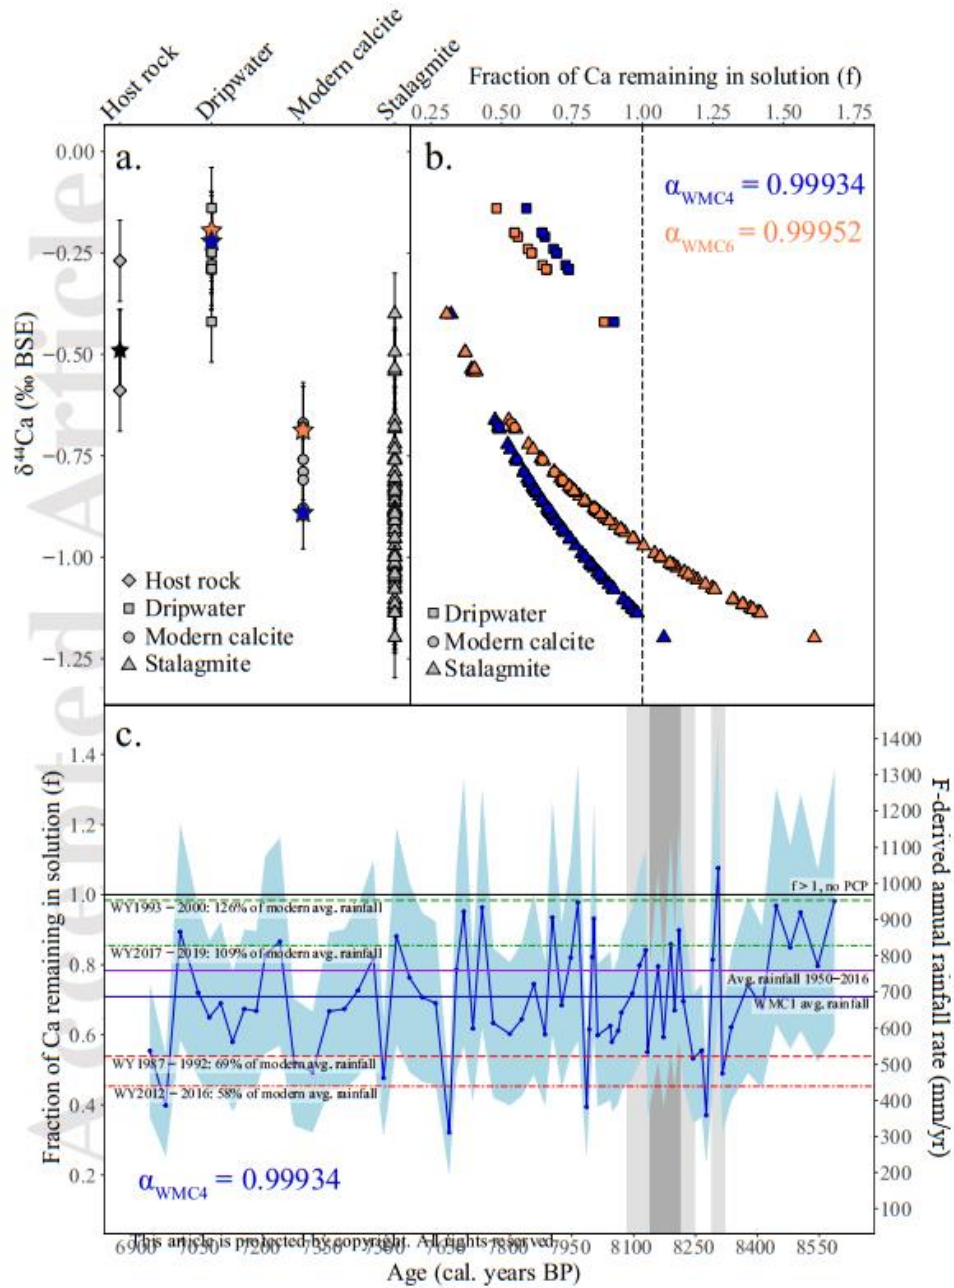 Host rock
Dripwater
Modern calcite
Stalagmite
Fraction of Ca remaining in solution (f)
0.25 0.50 0.75 1.00 1.25 1.50 1.75
a.
b.
0.00
−0.25
−0.50
−0.75
−1.00
−1.25
δ⁴⁴Ca (‰ BSE)
α WMC4 = 0.99934
α WMC6 = 0.99952
Host rock
Dripwater
Modern calcite
Stalagmite
Dripwater
Modern calcite
Stalagmite
c.
1.4
1.2
1.0
0.8
0.6
0.4
0.2
Fraction of Ca remaining in solution (f)
1400
1300
1200
1100
1000
900
800
700
600
500
400
300
200
100
F-derived annual rainfall rate (mm/yr)
f > 1, no PCP
WY1993 − 2000: 126% of modern avg. rainfall
WY2017 − 2019: 109% of modern avg. rainfall
Avg. rainfall 1950−2016
WMC1 avg. rainfall
WY1987 − 1992: 69% of modern avg. rainfall
WY2012 − 2016: 58% of modern avg. rainfall
α WMC4 = 0.99934
This article is protected by copyright. All rights reserved.
6900 7050 7200 7350 7500 7650 7800 7950 8100 8250 8400 8550
Age (cal. years BP)
Accepted Article